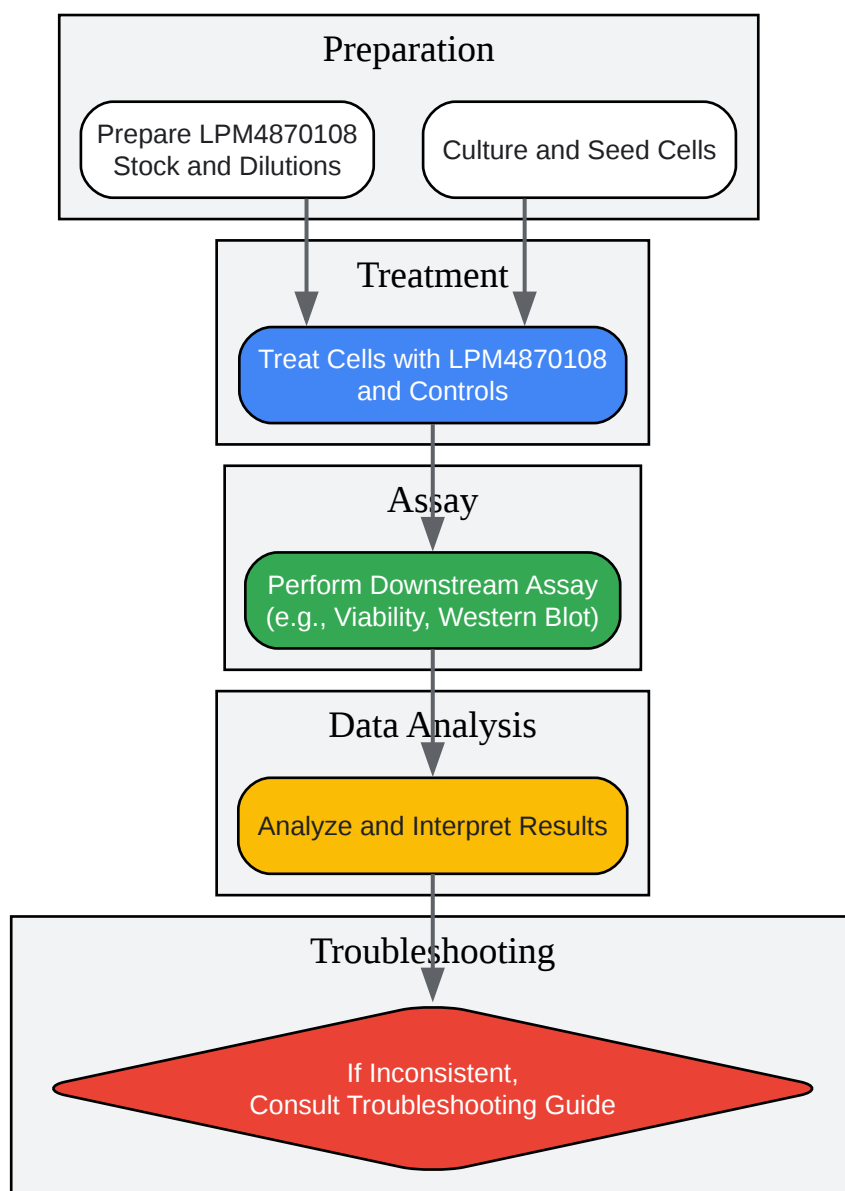 Preparation
Prepare LPM4870108
Stock and Dilutions
Culture and Seed Cells
Treatment
Treat Cells with LPM4870108
and Controls
Assay
Perform Downstream Assay
(e.g., Viability, Western Blot)
Data Analysis
Analyze and Interpret Results
Troubleshooting
If Inconsistent,
Consult Troubleshooting Guide